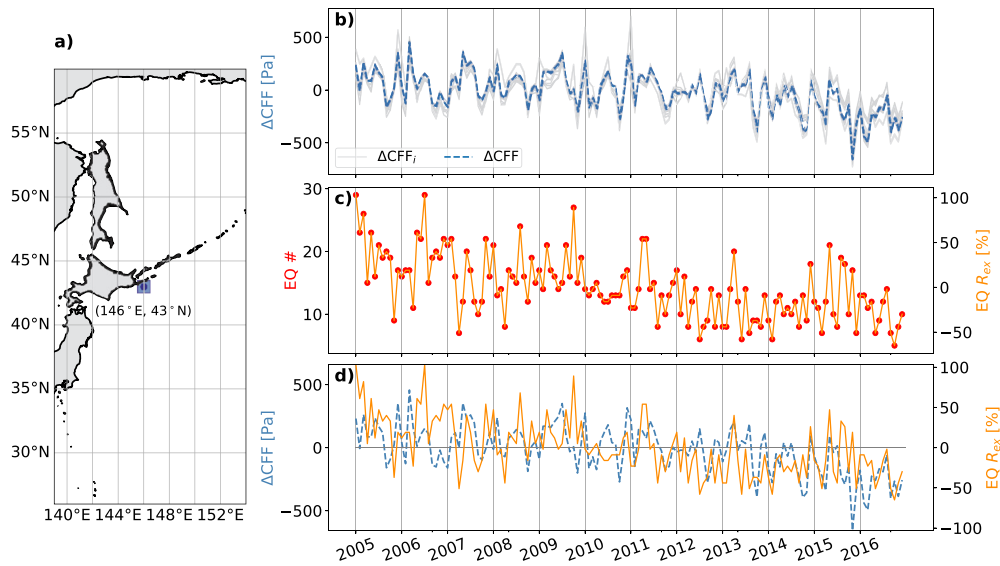 a)
55°N
50°N
45°N
40°N
35°N
30°N
(146°E, 43°N)
140°E 144°E 148°E 152°E
b)
ΔCFF [Pa]
500
0
−500
ΔCFFᵢ ΔCFF
c)
EQ #
30
20
10
EQ Rₑₓ [%]
100
50
0
−50
d)
ΔCFF [Pa]
500
0
−500
EQ Rₑₓ [%]
100
50
0
−50
−100
2005 2006 2007 2008 2009 2010 2011 2012 2013 2014 2015 2016